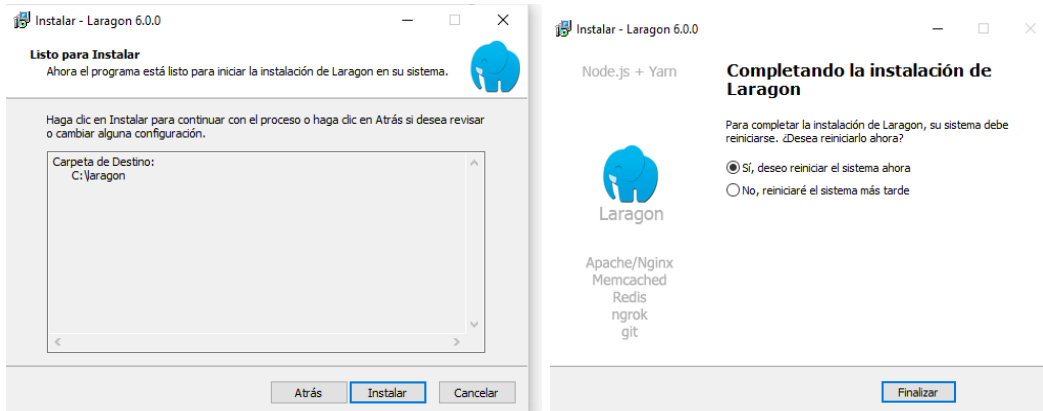 Instalar - Laragon 6.0.0
Listo para Instalar
Ahora el programa está listo para iniciar la instalación de Laragon en su sistema.
Haga clic en Instalar para continuar con el proceso o haga clic en Atrás si desea revisar
o cambiar alguna configuración.
Carpeta de Destino:
C:\laragon
Atrás
Instalar
Cancelar
Instalar - Laragon 6.0.0
Node.js + Yarn
Laragon
Apache/Nginx
Memcached
Redis
ngrok
git
Completando la instalación de
Laragon
Para completar la instalación de Laragon, su sistema debe
reiniciarse. ¿Desea reiniciarlo ahora?
Sí, deseo reiniciar el sistema ahora
No, reiniciaré el sistema más tarde
Finalizar